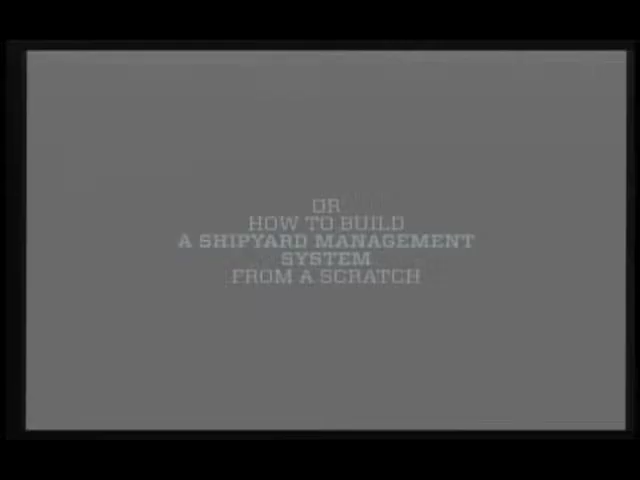 OR
HOW TO BUILD
A SHIPYARD MANAGEMENT
SYSTEM
FROM A SCRATCH